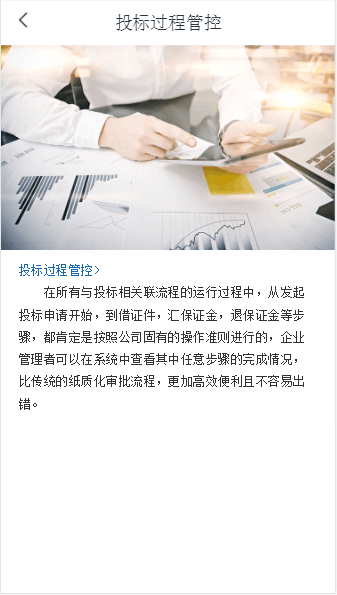 投标过程管控
投标过程管控>
在所有与投标相关联流程的运行过程中，从发起
投标申请开始，到借证件，汇保证金，退保证金等步
骤，都肯定是按照公司固有的操作准则进行的，企业
管理者可以在系统中查看其中任意步骤的完成情况，
比传统的纸质化审批流程，更加高效便利且不容易出
错。